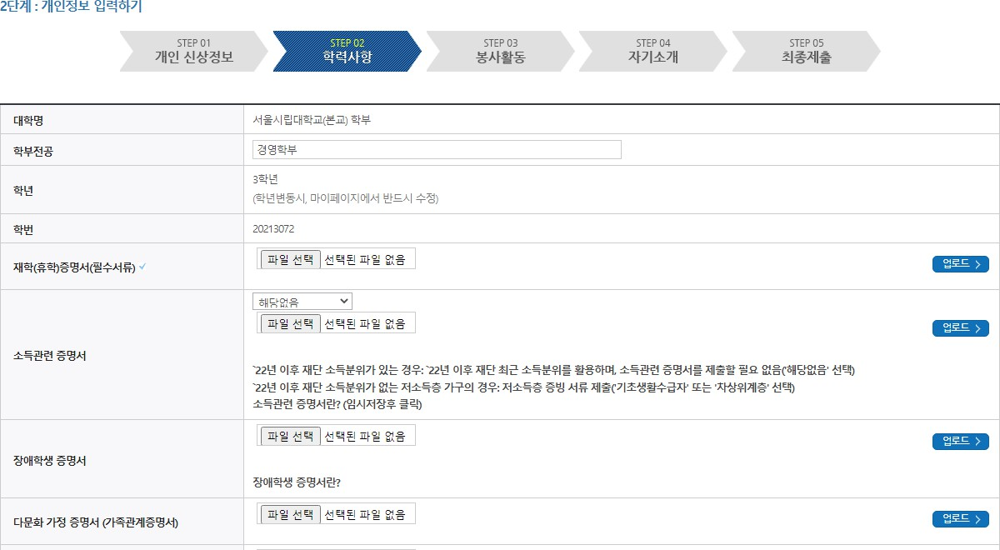 2단계 : 개인정보 입력하기
STEP 01
개인 신상정보
STEP 02
학력사항
STEP 03
봉사활동
STEP 04
자기소개
STEP 05
최종제출
대학명
서울시립대학교(본교) 학부
학부전공
경영학부
학년
3학년
(학년변동시, 마이페이지에서 반드시 수정)
학번
20213072
재학(휴학)증명서(필수서류)
파일 선택 선택된 파일 없음
업로드
소득관련 증명서
해당없음
파일 선택 선택된 파일 없음
업로드
`22년 이후 재단 소득분위가 있는 경우: `22년 이후 재단 최근 소득분위를 활용하며, 소득관련 증명서를 제출할 필요 없음('해당없음' 선택)
`22년 이후 재단 소득분위가 없는 저소득층 가구의 경우: 저소득층 증빙 서류 제출('기초생활수급자' 또는 '차상위계층' 선택)
소득관련 증명서란? (임시저장후 클릭)
장애학생 증명서
파일 선택 선택된 파일 없음
업로드
장애학생 증명서란?
다문화 가정 증명서 (가족관계증명서)
파일 선택 선택된 파일 없음
업로드